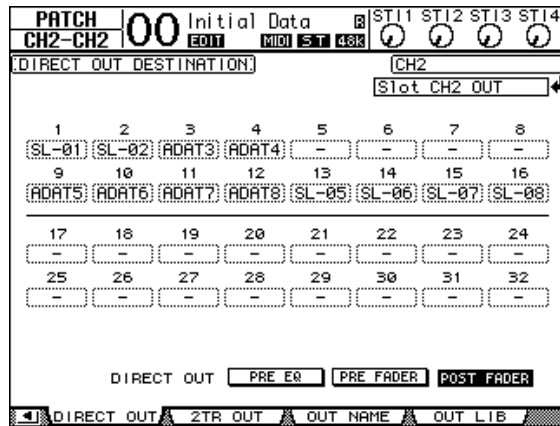 PATCH 00 Initial Data R ST11 ST12 ST13 ST14
CH2-CH2 EDIT MIDI ST 48k
DIRECT OUT DESTINATION CH2
Slot CH2 OUT
1 2 3 4 5 6 7 8
SL-01 SL-02 ADAT3 ADAT4 - - - -
9 10 11 12 13 14 15 16
ADAT5 ADAT6 ADAT7 ADAT8 SL-05 SL-06 SL-07 SL-08
17 18 19 20 21 22 23 24
- - - - - - - -
25 26 27 28 29 30 31 32
- - - - - - - -
DIRECT OUT PRE EQ PRE FADER POST FADER
DIRECT OUT 2TR OUT OUT NAME OUT LIB